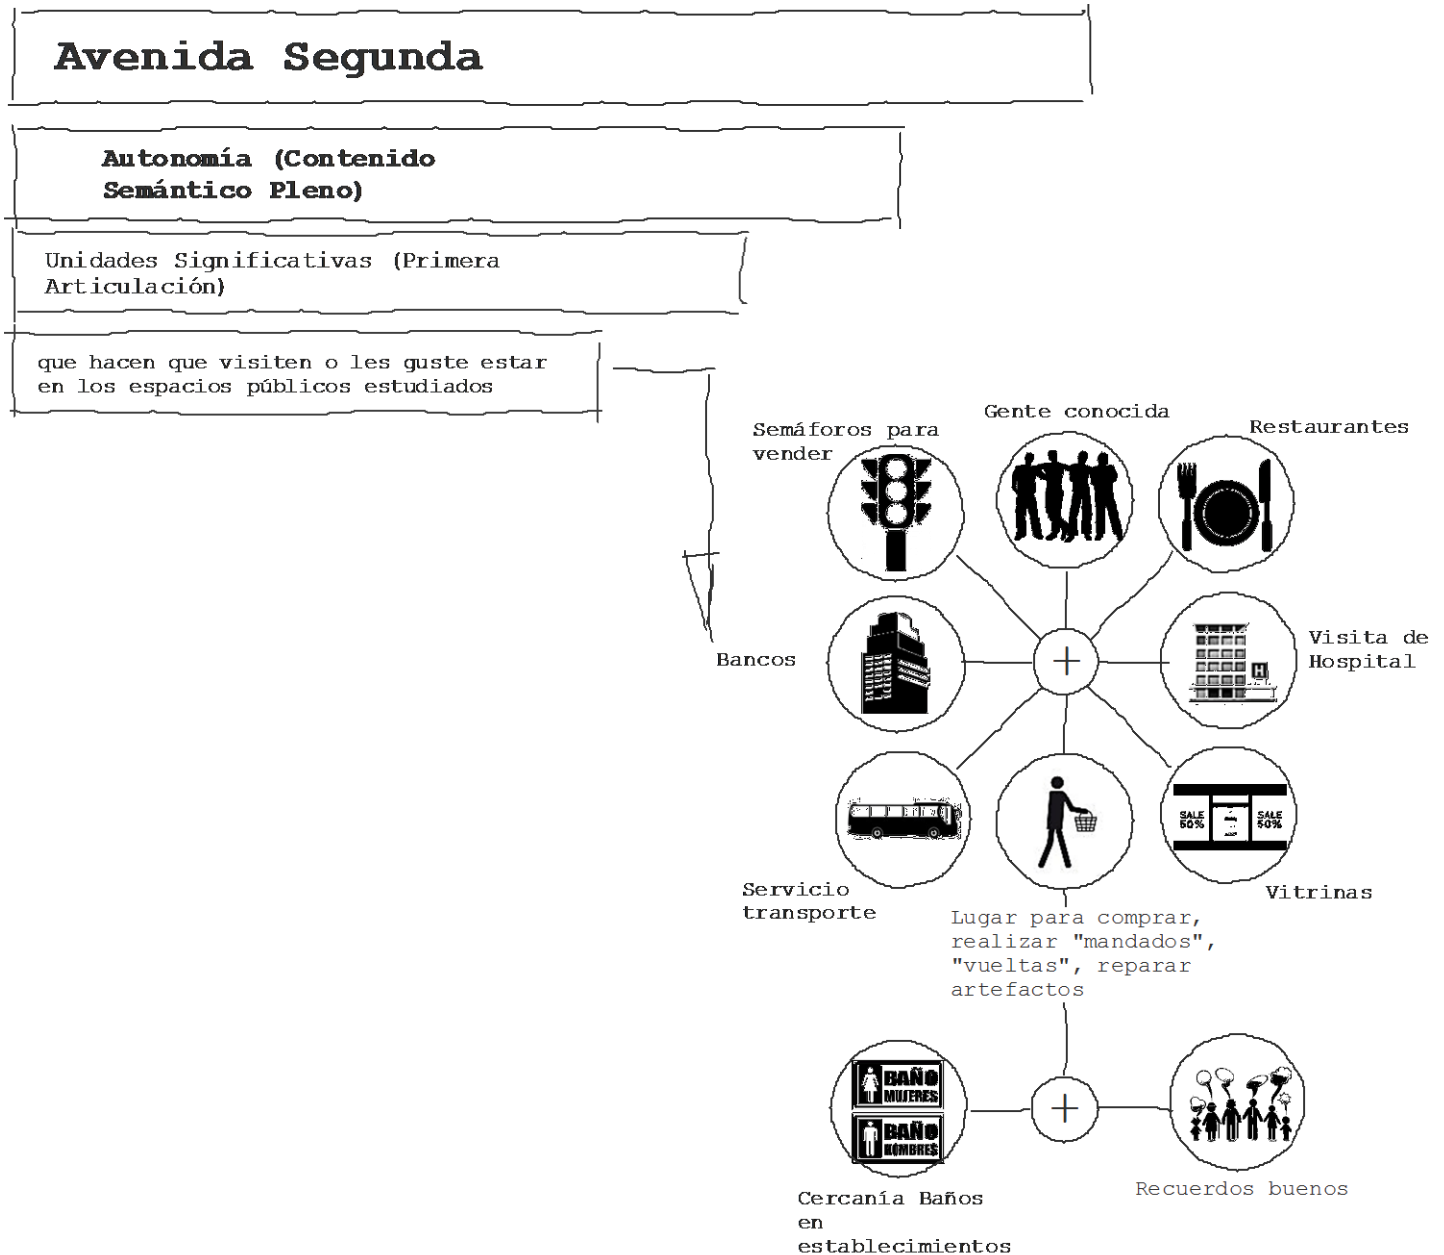 Avenida Segunda
Autonomía (Contenido
Semántico Pleno)
Unidades Significativas (Primera
Articulación)
que hacen que visiten o les guste estar
en los espacios públicos estudiados
Semáforos para
vender
Gente conocida
Restaurantes
Bancos
+
H
Visita de
Hospital
SALE
50%
SALE
50%
Servicio
transporte
Vitrinas
Lugar para comprar,
realizar "mandados",
"vueltas", reparar
artefactos
BAÑO
MUJERES
BAÑO
HOMBRES
+
Cercanía Baños
en
establecimientos
Recuerdos buenos